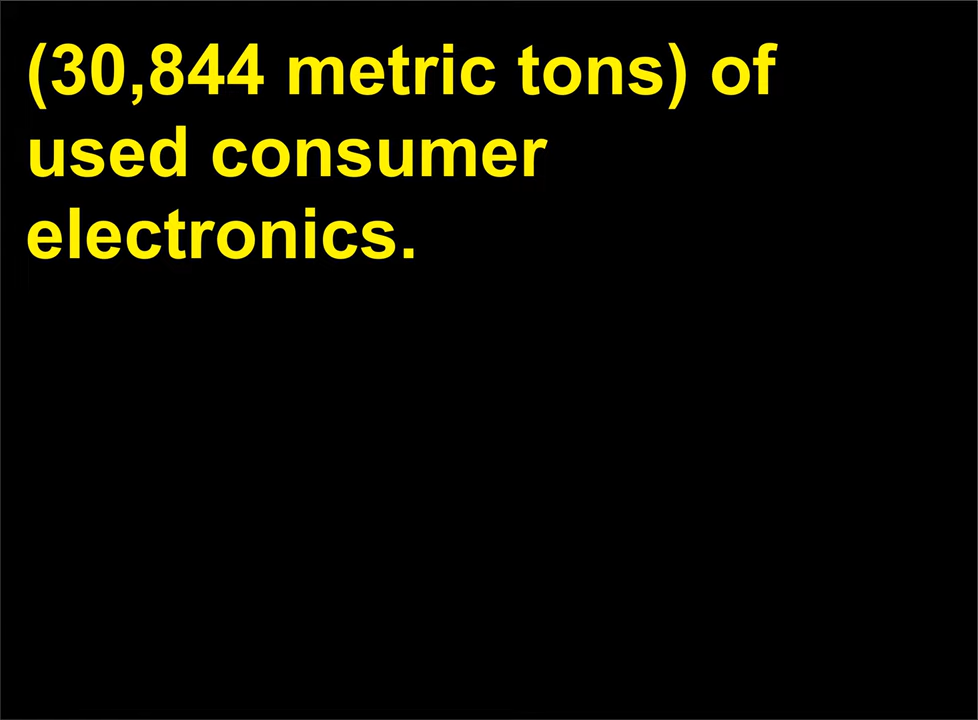 (30,844 metric tons) of
used consumer
electronics.